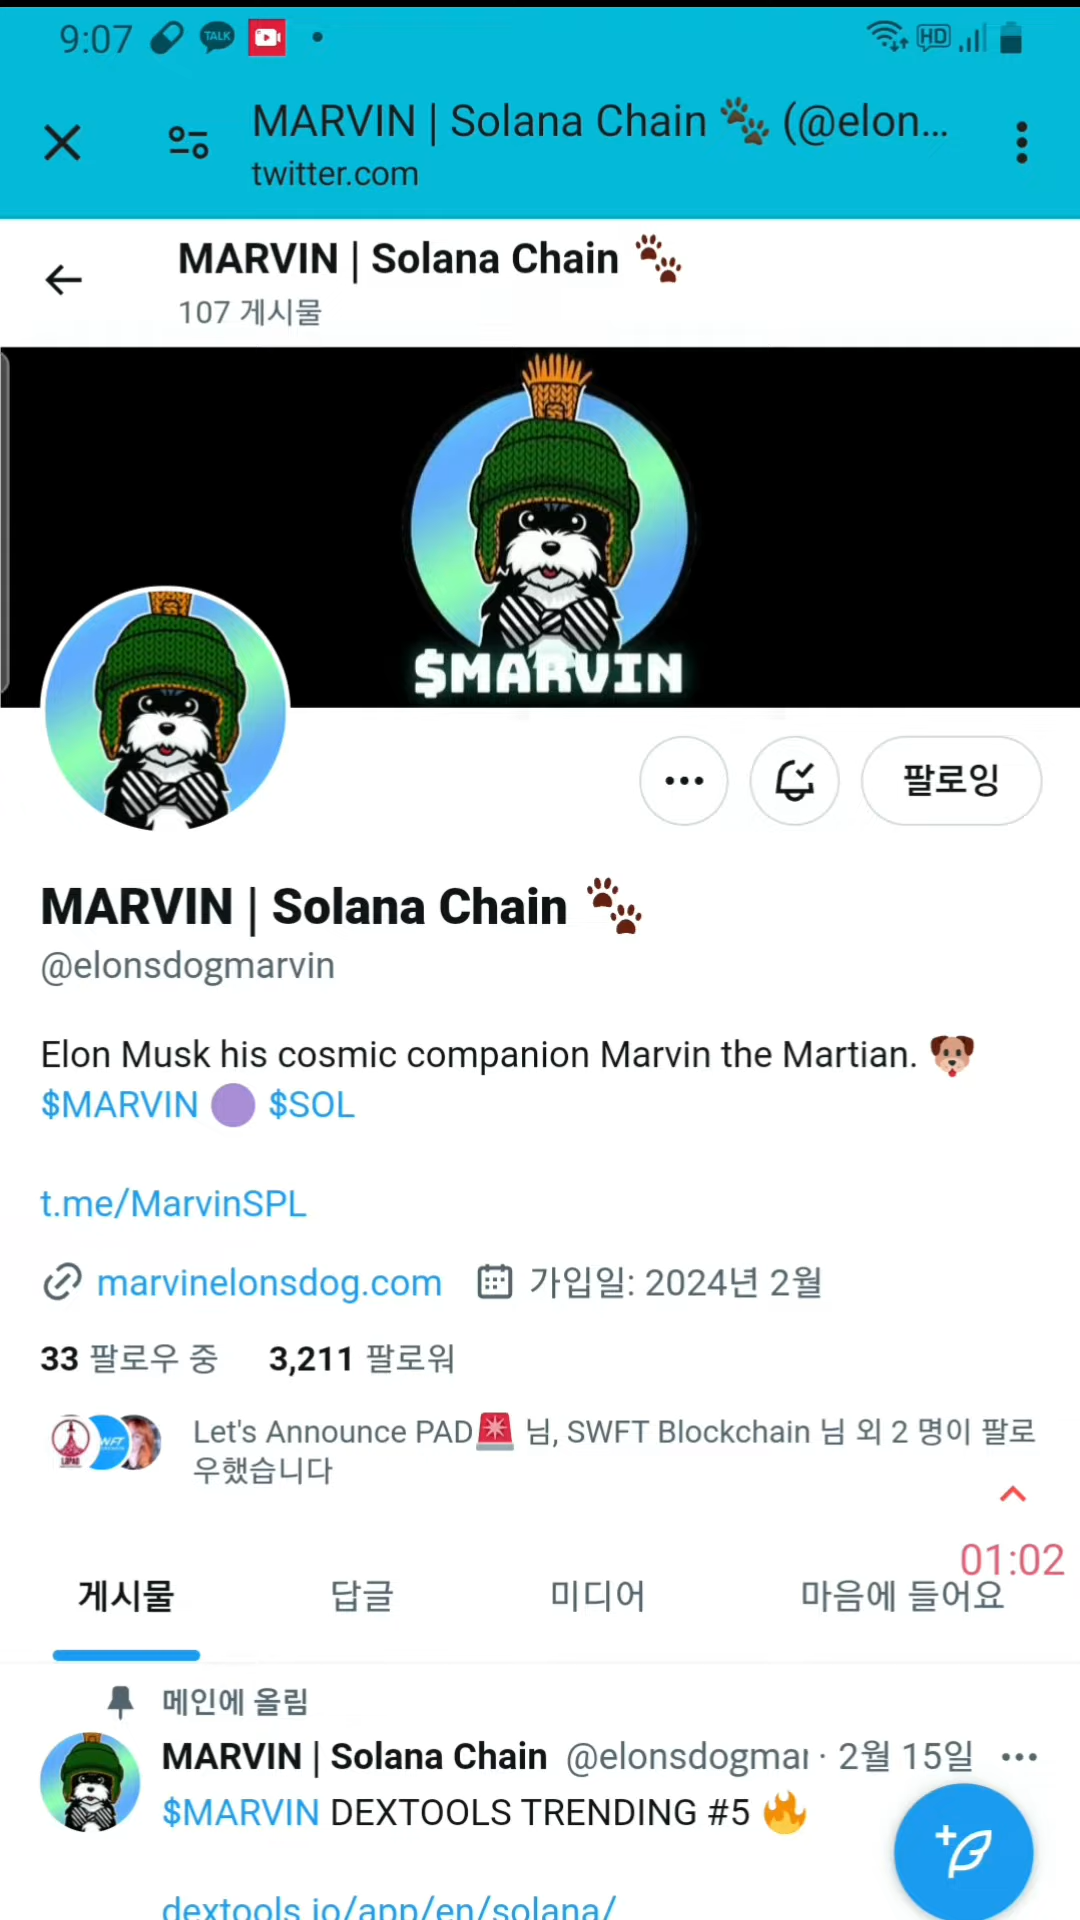 9:07 TALK HD
MARVIN | Solana Chain 🐾 (@elon...
twitter.com
MARVIN | Solana Chain 🐾
107 게시물
$MARVIN
팔로잉
MARVIN | Solana Chain 🐾
@elonsdogmarvin
Elon Musk his cosmic companion Marvin the Martian. 🐶
$MARVIN 🟣 $SOL
t.me/MarvinSPL
marvinelonsdog.com 가입일: 2024년 2월
33 팔로우 중 3,211 팔로워
Let's Announce PAD🚨 님, SWFT Blockchain 님 외 2 명이 팔로
우했습니다
01:02
게시물 답글 미디어 마음에 들어요
메인에 올림
MARVIN | Solana Chain @elonsdogmar · 2월 15일
$MARVIN DEXTOOLS TRENDING #5 🔥
dextools.io/app/en/solana/